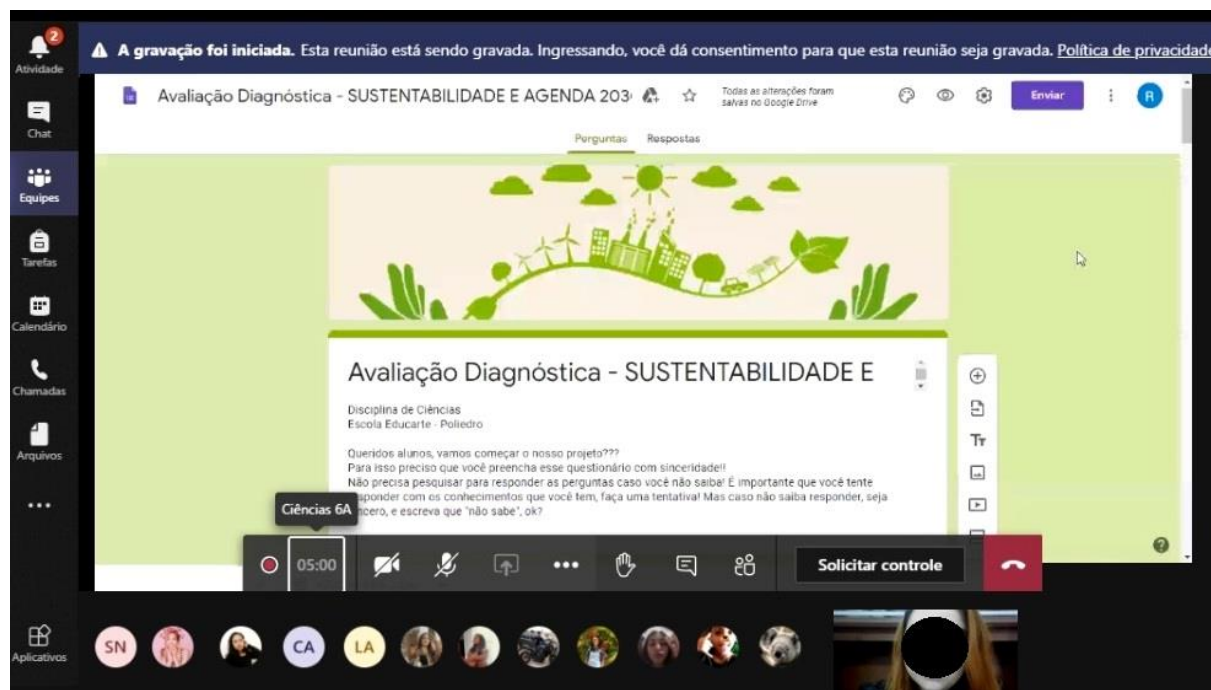 2
Atividade
Chat
Equipes
Tarefas
Calendário
Chamadas
Arquivos
Aplicativos
A gravação foi iniciada. Esta reunião está sendo gravada. Ingressando, você dá consentimento para que esta reunião seja gravada. Política de privacidade
Avaliação Diagnóstica - SUSTENTABILIDADE E AGENDA 203
Todas as alterações foram
salvas no Google Drive
Enviar
R
Perguntas Respostas
Avaliação Diagnóstica - SUSTENTABILIDADE E
Disciplina de Ciências
Escola Educarte - Poliedro
Queridos alunos, vamos começar o nosso projeto???
Para isso preciso que você preencha esse questionário com sinceridade!!
Não precisa pesquisar para responder as perguntas caso você não saiba! É importante que você tente
esponder com os conhecimentos que você tem, faça uma tentativa! Mas caso não saiba responder, seja
ncero, e escreva que "não sabe", ok?
Tт
Ciências 6A
05:00
Solicitar controle
SN
CA
LA